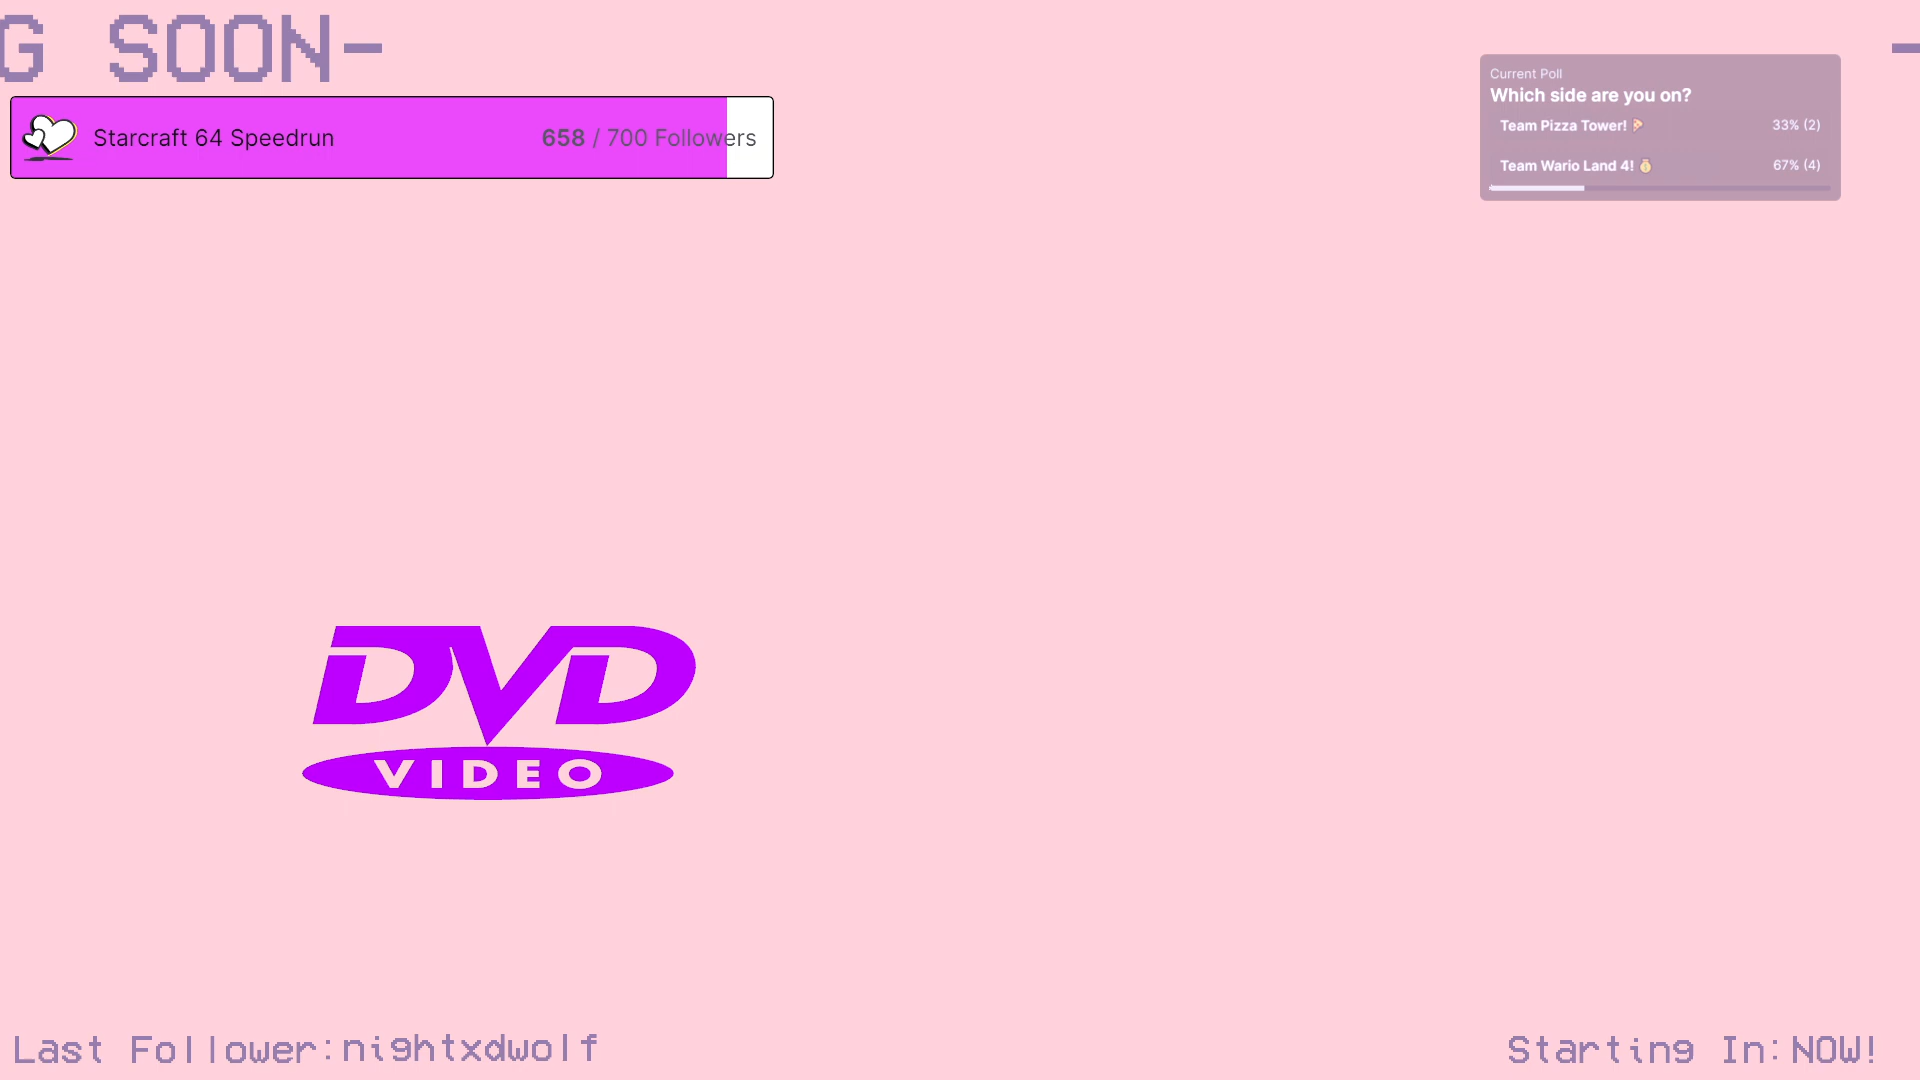 G SOON-
-
Starcraft 64 Speedrun 658 / 700 Followers
Current Poll
Which side are you on?
Team Pizza Tower! 🍕 33% (2)
Team Wario Land 4! 💰 67% (4)
DVD
VIDEO
Last Follower:nightxdwolf
Starting In:NOW!